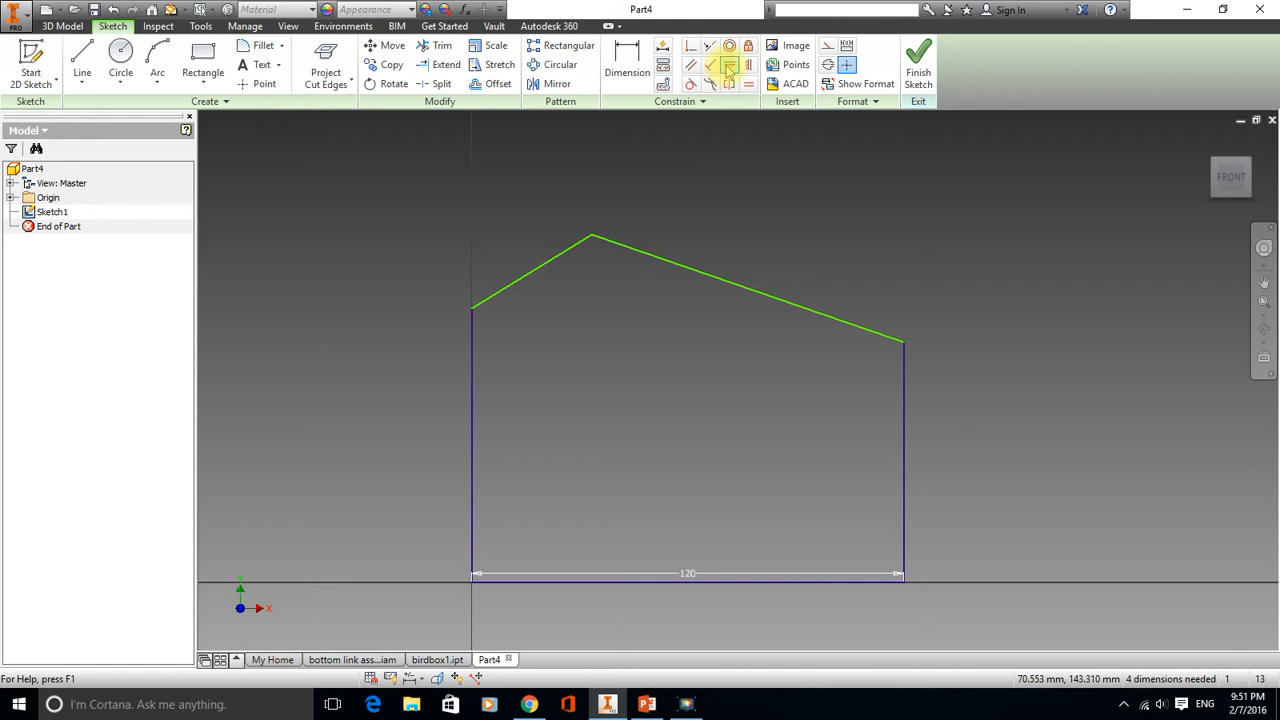 PRO
Material
Appearance
Part4
Sign In
3D Model
Sketch
Inspect
Tools
Manage
View
Environments
BIM
Get Started
Vault
Autodesk 360
Start
2D Sketch
Line
Circle
Arc
Rectangle
Fillet
Text
Point
Project
Cut Edges
Move
Copy
Rotate
Trim
Extend
Split
Scale
Stretch
Offset
Rectangular
Circular
Mirror
Dimension
Image
Points
ACAD
Show Format
Finish
Sketch
Sketch
Create
Modify
Pattern
Constrain
Insert
Format
Exit
Model
Part4
View: Master
Origin
Sketch1
End of Part
FRONT
120
X
My Home
bottom link ass....iam
birdbox1.ipt
Part4
For Help, press F1
70.553 mm, 143.310 mm
4 dimensions needed
1
13
I'm Cortana. Ask me anything.
PRO
ENG
9:51 PM
2/7/2016